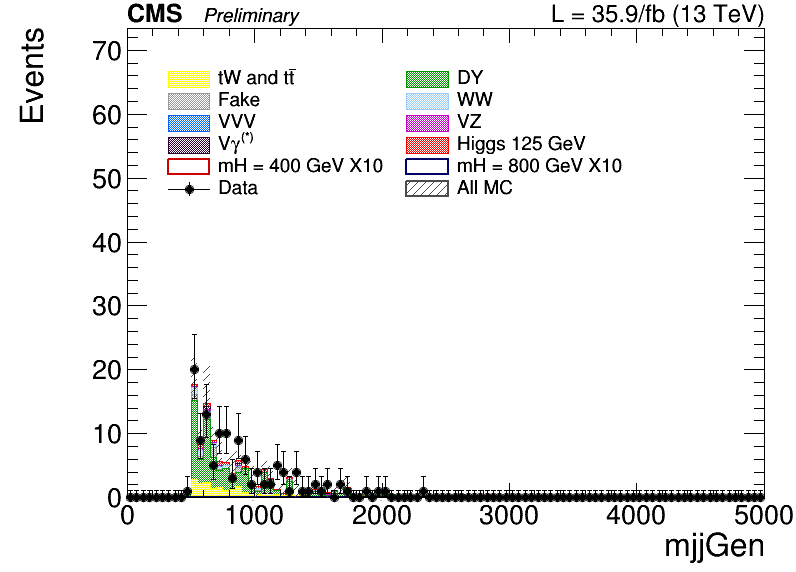 CMS Preliminary L = 35.9/fb (13 TeV)
Events
70
60
50
40
30
20
10
0
tW and tt̄ DY
Fake WW
VVV VZ
Vγ(*) Higgs 125 GeV
mH = 400 GeV X10 mH = 800 GeV X10
Data All MC
0 1000 2000 3000 4000 5000
mjjGen